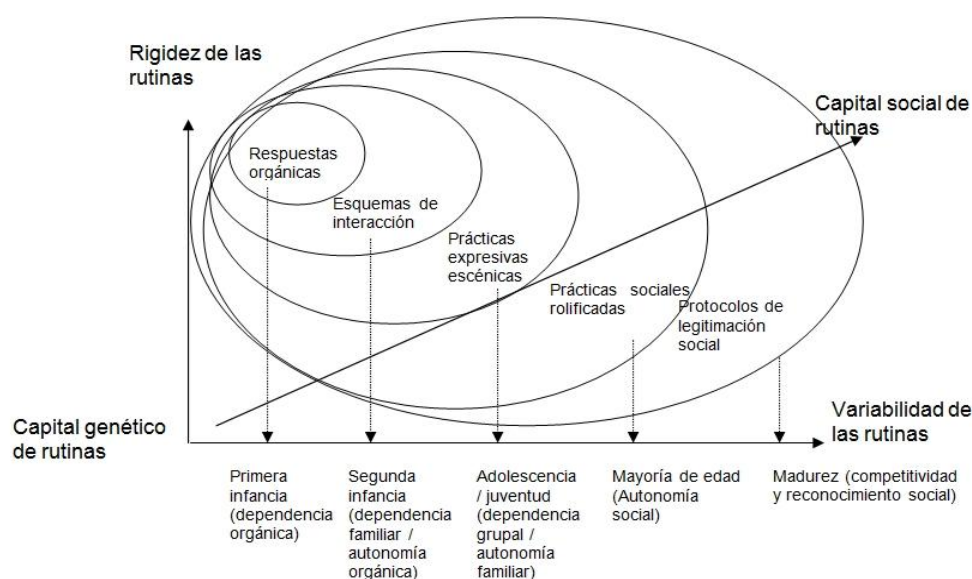 Rigidez de las
rutinas
Capital social de
rutinas
Respuestas
orgánicas
Esquemas de
interacción
Prácticas
expresivas
escénicas
Prácticas sociales
rolificadas
Protocolos de
legitimación
social
Capital genético
de rutinas
Variabilidad de
las rutinas
Primera
infancia
(dependencia
orgánica)
Segunda
infancia
(dependencia
familiar /
autonomía
orgánica)
Adolescencia
/ juventud
(dependencia
grupal /
autonomía
familiar)
Mayoría de edad
(Autonomía
social)
Madurez (competitividad
y reconocimiento social)